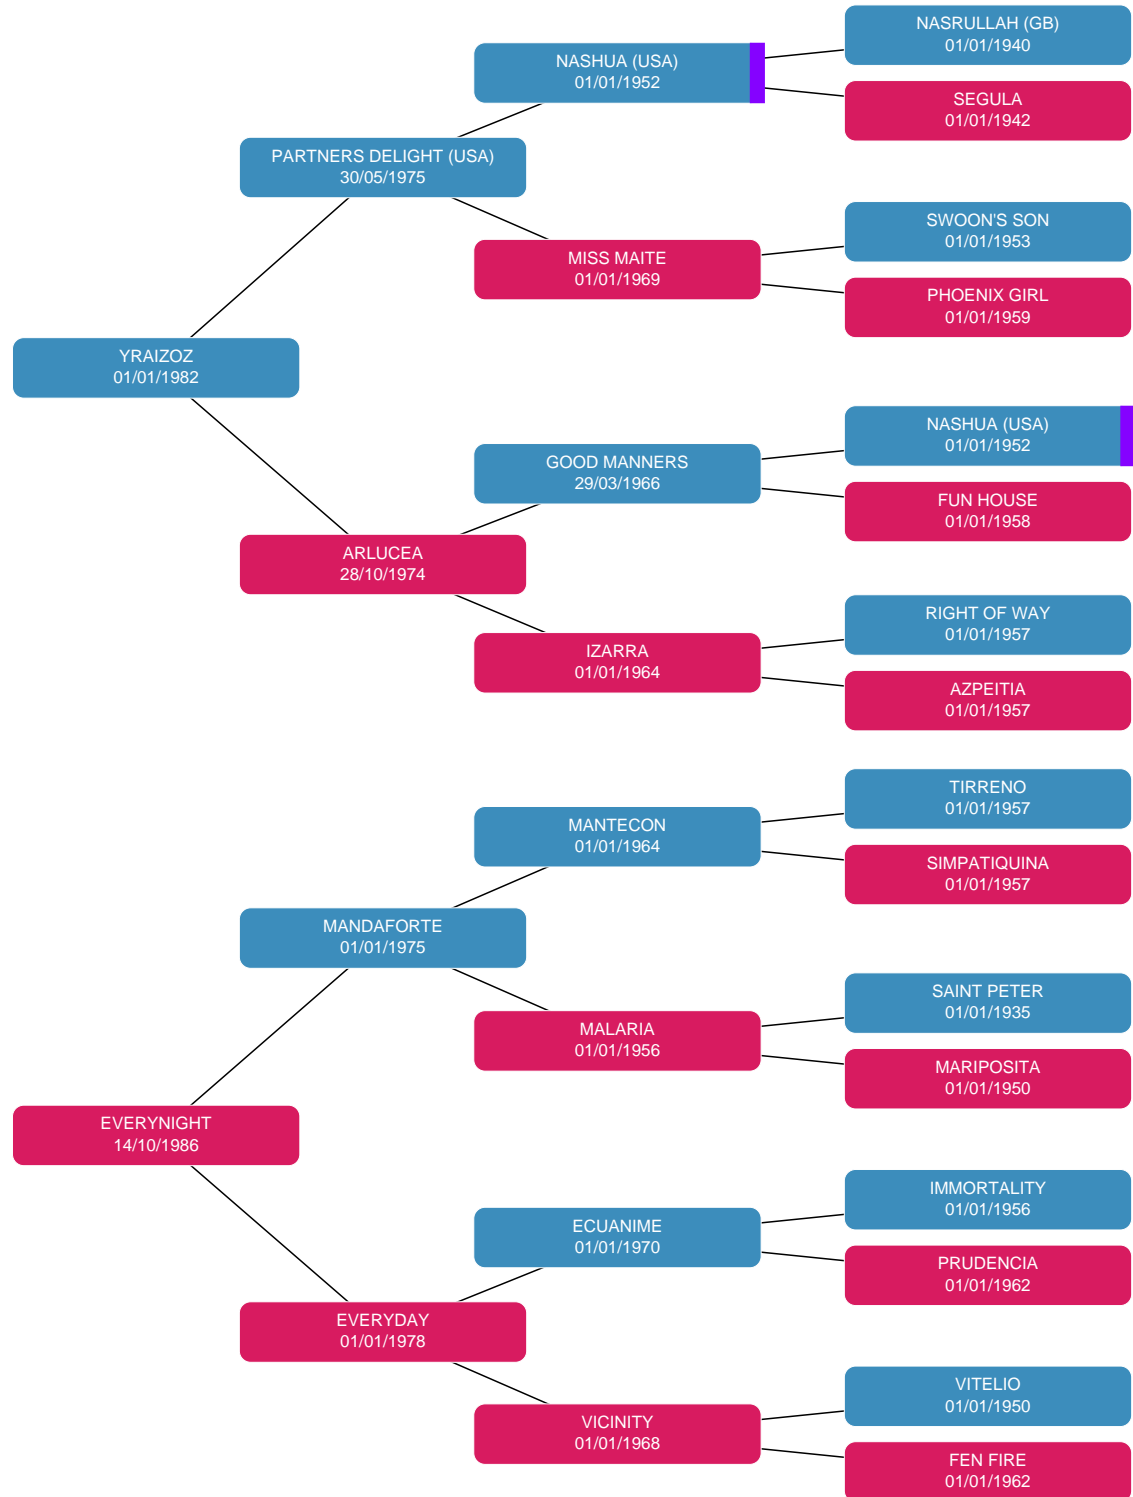 NASRULLAH (GB)
01/01/1940
NASHUA (USA)
01/01/1952
SEGULA
01/01/1942
PARTNERS DELIGHT (USA)
30/05/1975
SWOON'S SON
01/01/1953
MISS MAITE
01/01/1969
PHOENIX GIRL
01/01/1959
YRAIZOZ
01/01/1982
NASHUA (USA)
01/01/1952
GOOD MANNERS
29/03/1966
FUN HOUSE
01/01/1958
ARLUCEA
28/10/1974
RIGHT OF WAY
01/01/1957
IZARRA
01/01/1964
AZPEITIA
01/01/1957
TIRRENO
01/01/1957
MANTECON
01/01/1964
SIMPATIQUINA
01/01/1957
MANDAFORTE
01/01/1975
SAINT PETER
01/01/1935
MALARIA
01/01/1956
MARIPOSITA
01/01/1950
EVERYNIGHT
14/10/1986
IMMORTALITY
01/01/1956
ECUANIME
01/01/1970
PRUDENCIA
01/01/1962
EVERYDAY
01/01/1978
VITELIO
01/01/1950
VICINITY
01/01/1968
FEN FIRE
01/01/1962